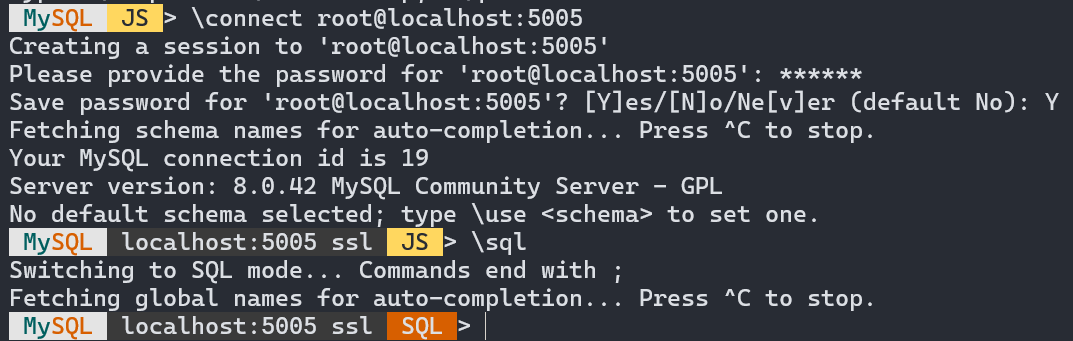 MySQL JS > \connect root@localhost:5005
Creating a session to 'root@localhost:5005'
Please provide the password for 'root@localhost:5005': ******
Save password for 'root@localhost:5005'? [Y]es/[N]o/Ne[v]er (default No): Y
Fetching schema names for auto-completion... Press ^C to stop.
Your MySQL connection id is 19
Server version: 8.0.42 MySQL Community Server - GPL
No default schema selected; type \use <schema> to set one.
MySQL localhost:5005 ssl JS > \sql
Switching to SQL mode... Commands end with ;
Fetching global names for auto-completion... Press ^C to stop.
MySQL localhost:5005 ssl SQL >